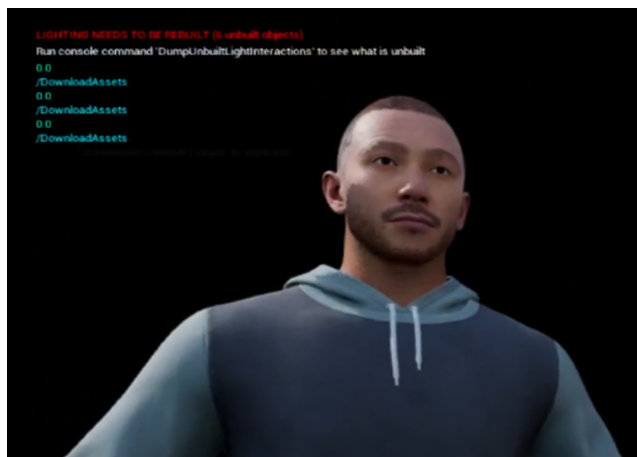 LIGHTING NEEDS TO BE REBUILT (6 unbuilt objects)
Run console command 'DumpUnbuiltLightInteractions' to see what is unbuilt
0.0
/DownloadAssets
0.0
/DownloadAssets
0.0
/DownloadAssets